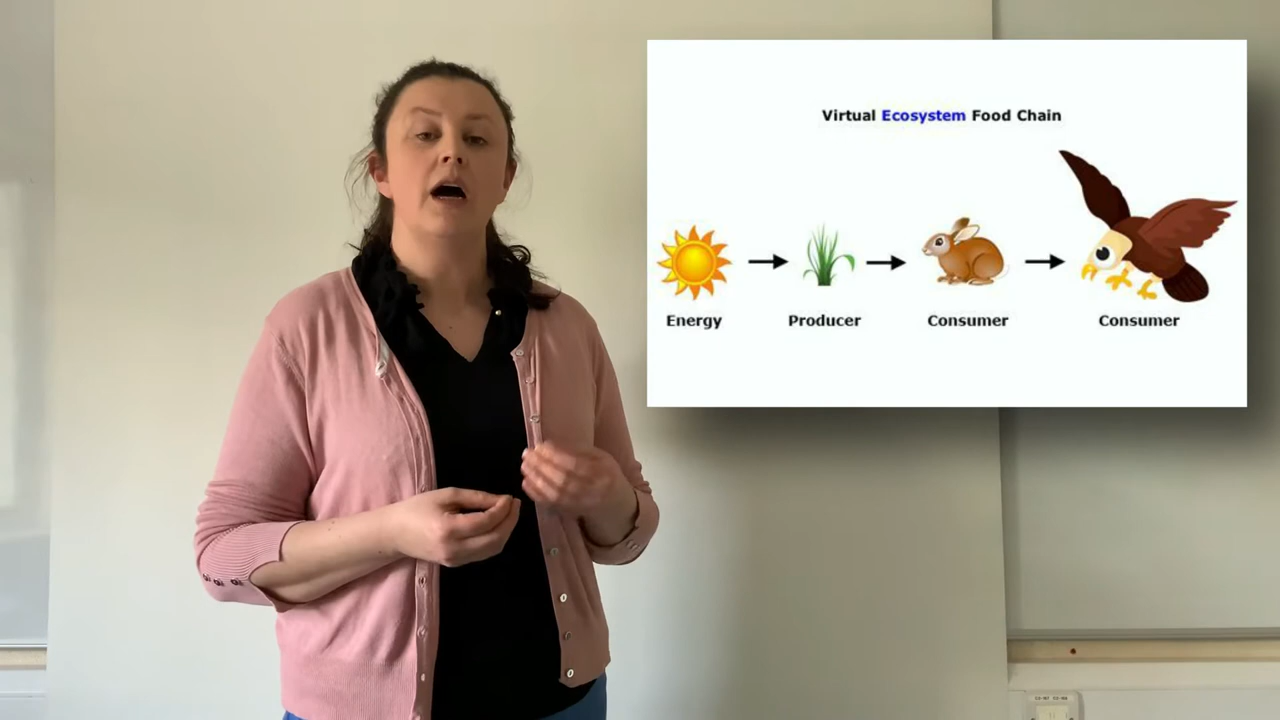 Virtual Ecosystem Food Chain
Energy
Producer
Consumer
Consumer